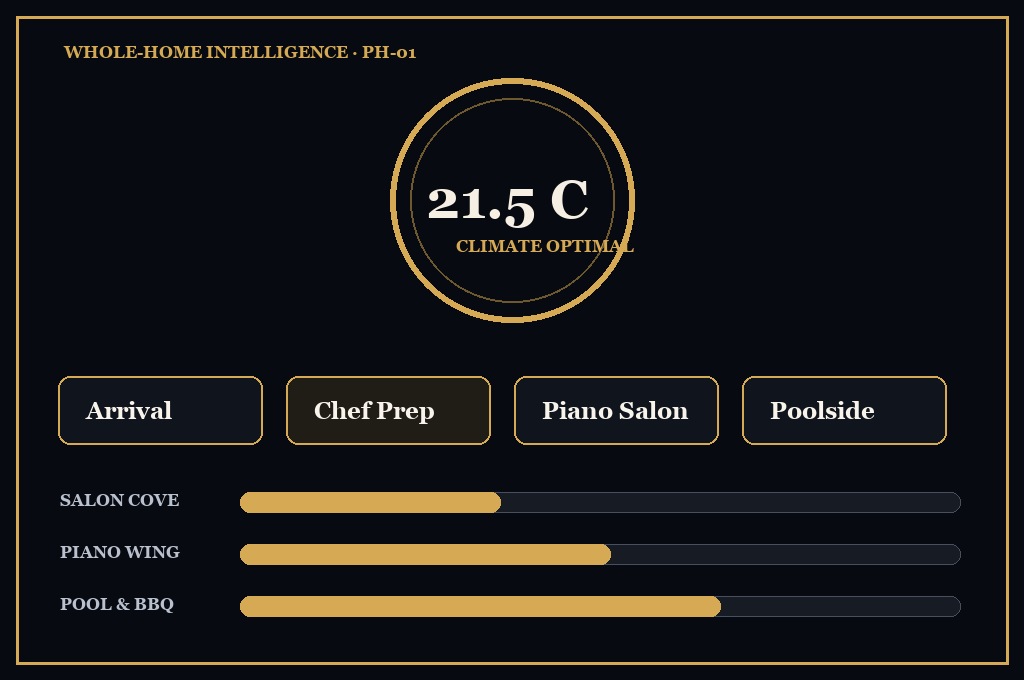 WHOLE-HOME INTELLIGENCE · PH-01
21.5 C
CLIMATE OPTIMAL
Arrival
Chef Prep
Piano Salon
Poolside
SALON COVE
PIANO WING
POOL & BBQ